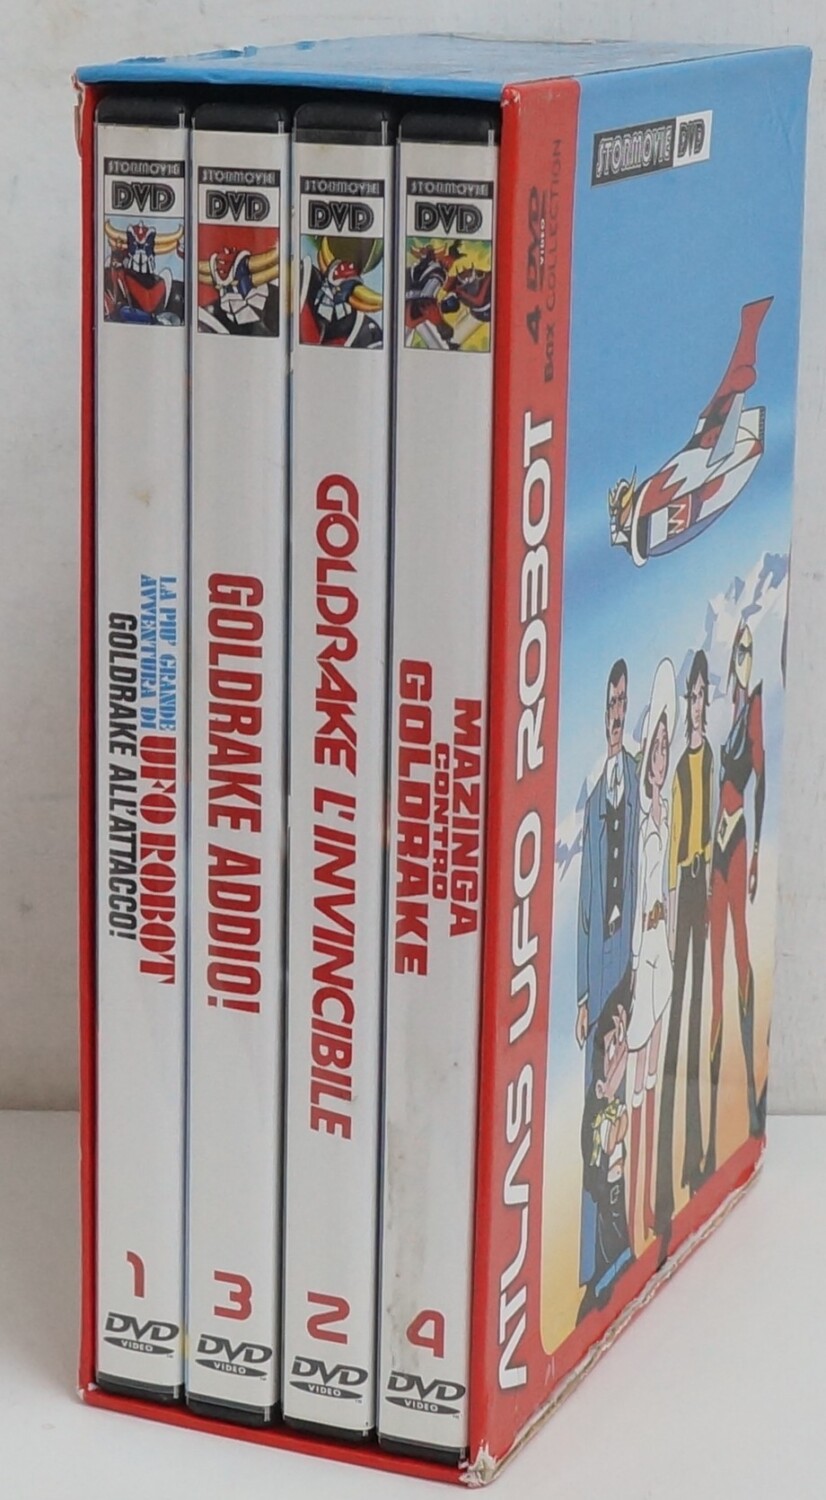 STORMOVIE
DVD
LA PIU' GRANDE
AVVENTURA DI
UFO ROBOT
GOLDRAKE ALL'ATTACCO!
1
DVD
VIDEO
STORMOVIE
DVD
GOLDRAKE ADDIO!
3
DVD
VIDEO
STORMOVIE
DVD
GOLDRAKE L'INVINCIBILE
2
DVD
VIDEO
STORMOVIE
DVD
MAZINGA
CONTRO
GOLDRAKE
4
DVD
VIDEO
ATLAS UFO ROBOT
4 DVD
VIDEO
BOX COLLECTION
STORMOVIE DVD